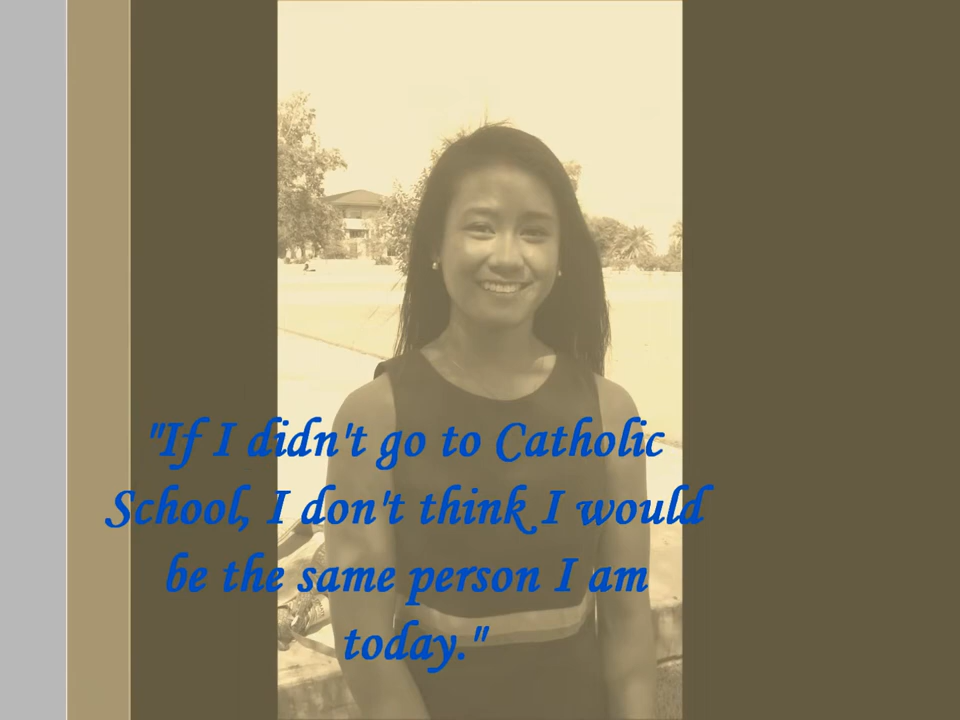 "If I didn't go to Catholic
School, I don't think I would
be the same person I am
today."